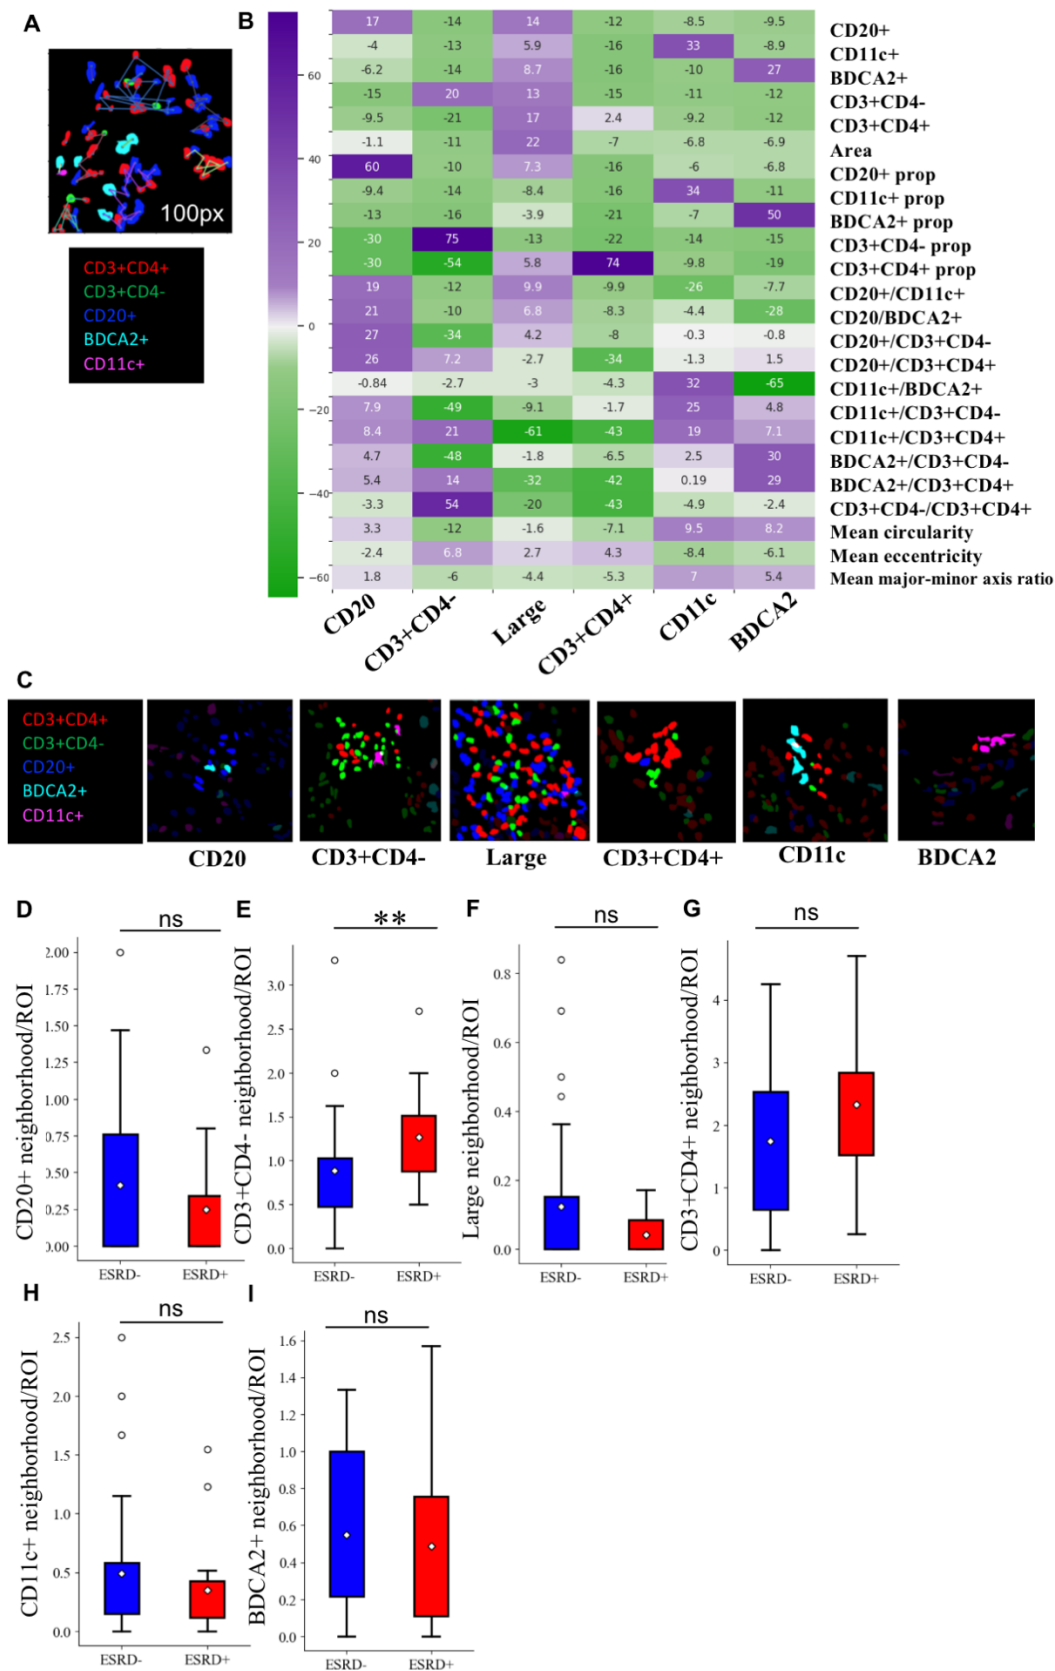 A
100px
CD3+CD4+
CD3+CD4-
CD20+
BDCA2+
CD11c+
B
60
40
20
0
−20
−40
−60
17 -14 14 -12 -8.5 -9.5 CD20+
-4 -13 5.9 -16 33 -8.9 CD11c+
-6.2 -14 8.7 -16 -10 27 BDCA2+
-15 20 13 -15 -11 -12 CD3+CD4-
-9.5 -21 17 2.4 -9.2 -12 CD3+CD4+
-1.1 -11 22 -7 -6.8 -6.9 Area
60 -10 7.3 -16 -6 -6.8 CD20+ prop
-9.4 -14 -8.4 -16 34 -11 CD11c+ prop
-13 -16 -3.9 -21 -7 50 BDCA2+ prop
-30 75 -13 -22 -14 -15 CD3+CD4- prop
-30 -54 5.8 74 -9.8 -19 CD3+CD4+ prop
19 -12 9.9 -9.9 -26 -7.7 CD20+/CD11c+
21 -10 6.8 -8.3 -4.4 -28 CD20/BDCA2+
27 -34 4.2 -8 -0.3 -0.8 CD20+/CD3+CD4-
26 7.2 -2.7 -34 -1.3 1.5 CD20+/CD3+CD4+
-0.84 -2.7 -3 -4.3 32 -65 CD11c+/BDCA2+
7.9 -49 -9.1 -1.7 25 4.8 CD11c+/CD3+CD4-
8.4 21 -61 -43 19 7.1 CD11c+/CD3+CD4+
4.7 -48 -1.8 -6.5 2.5 30 BDCA2+/CD3+CD4-
5.4 14 -32 -42 0.19 29 BDCA2+/CD3+CD4+
-3.3 54 -20 -43 -4.9 -2.4 CD3+CD4-/CD3+CD4+
3.3 -12 -1.6 -7.1 9.5 8.2 Mean circularity
-2.4 6.8 2.7 4.3 -8.4 -6.1 Mean eccentricity
1.8 -6 -4.4 -5.3 7 5.4 Mean major-minor axis ratio
CD20 CD3+CD4- Large CD3+CD4+ CD11c BDCA2
C
CD3+CD4+
CD3+CD4-
CD20+
BDCA2+
CD11c+
CD20 CD3+CD4- Large CD3+CD4+ CD11c BDCA2
D
ns
CD20+ neighborhood/ROI
2.00
1.75
1.50
1.25
1.00
0.75
0.50
0.25
0.00
ESRD- ESRD+
E
**
CD3+CD4- neighborhood/ROI
3.0
2.5
2.0
1.5
1.0
0.5
0.0
ESRD- ESRD+
F
ns
Large neighborhood/ROI
0.8
0.6
0.4
0.2
0.0
ESRD- ESRD+
G
ns
CD3+CD4+ neighborhood/ROI
4
3
2
1
0
ESRD- ESRD+
H
ns
CD11c+ neighborhood/ROI
2.5
2.0
1.5
1.0
0.5
0.0
ESRD- ESRD+
I
ns
BDCA2+ neighborhood/ROI
1.6
1.4
1.2
1.0
0.8
0.6
0.4
0.2
0.0
ESRD- ESRD+